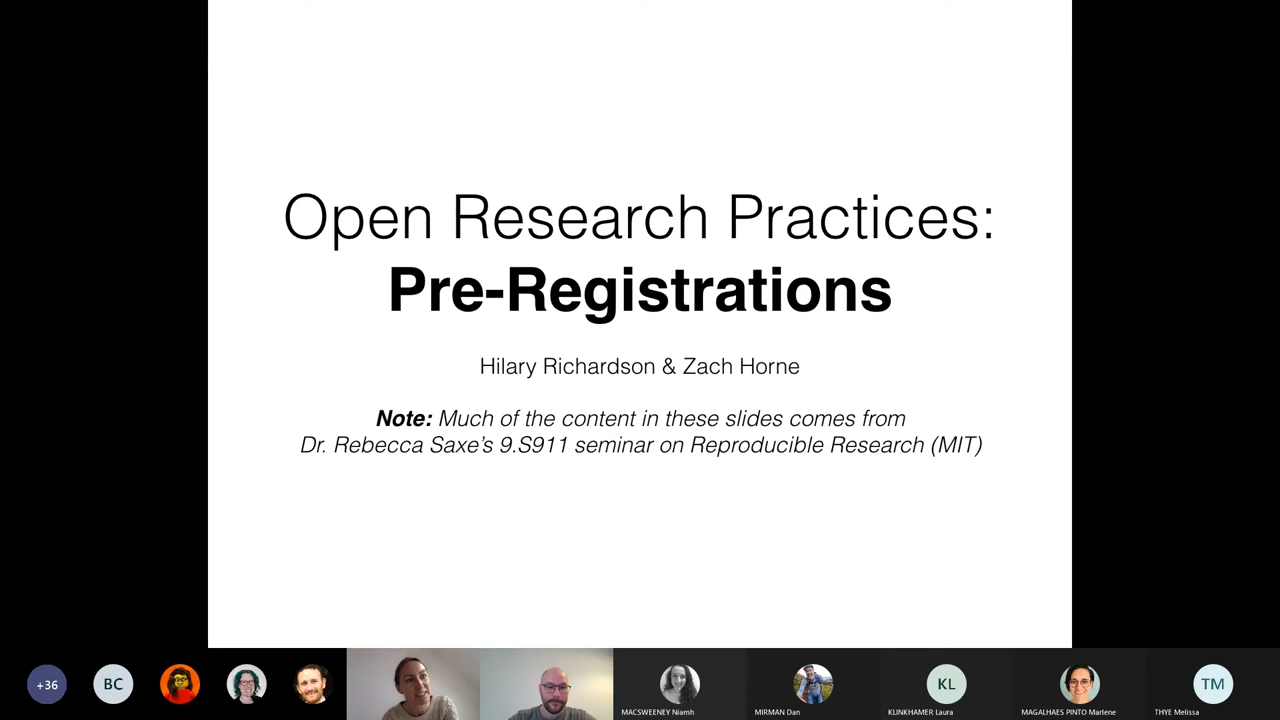 Open Research Practices:
Pre-Registrations
Hilary Richardson & Zach Horne
Note: Much of the content in these slides comes from
Dr. Rebecca Saxe's 9.S911 seminar on Reproducible Research (MIT)
+36
BC
KL
TM
MACSWEENEY Niamh
MIRMAN Dan
KLINKHAMER Laura
MAGALHAES PINTO Marlene
THYE Melissa